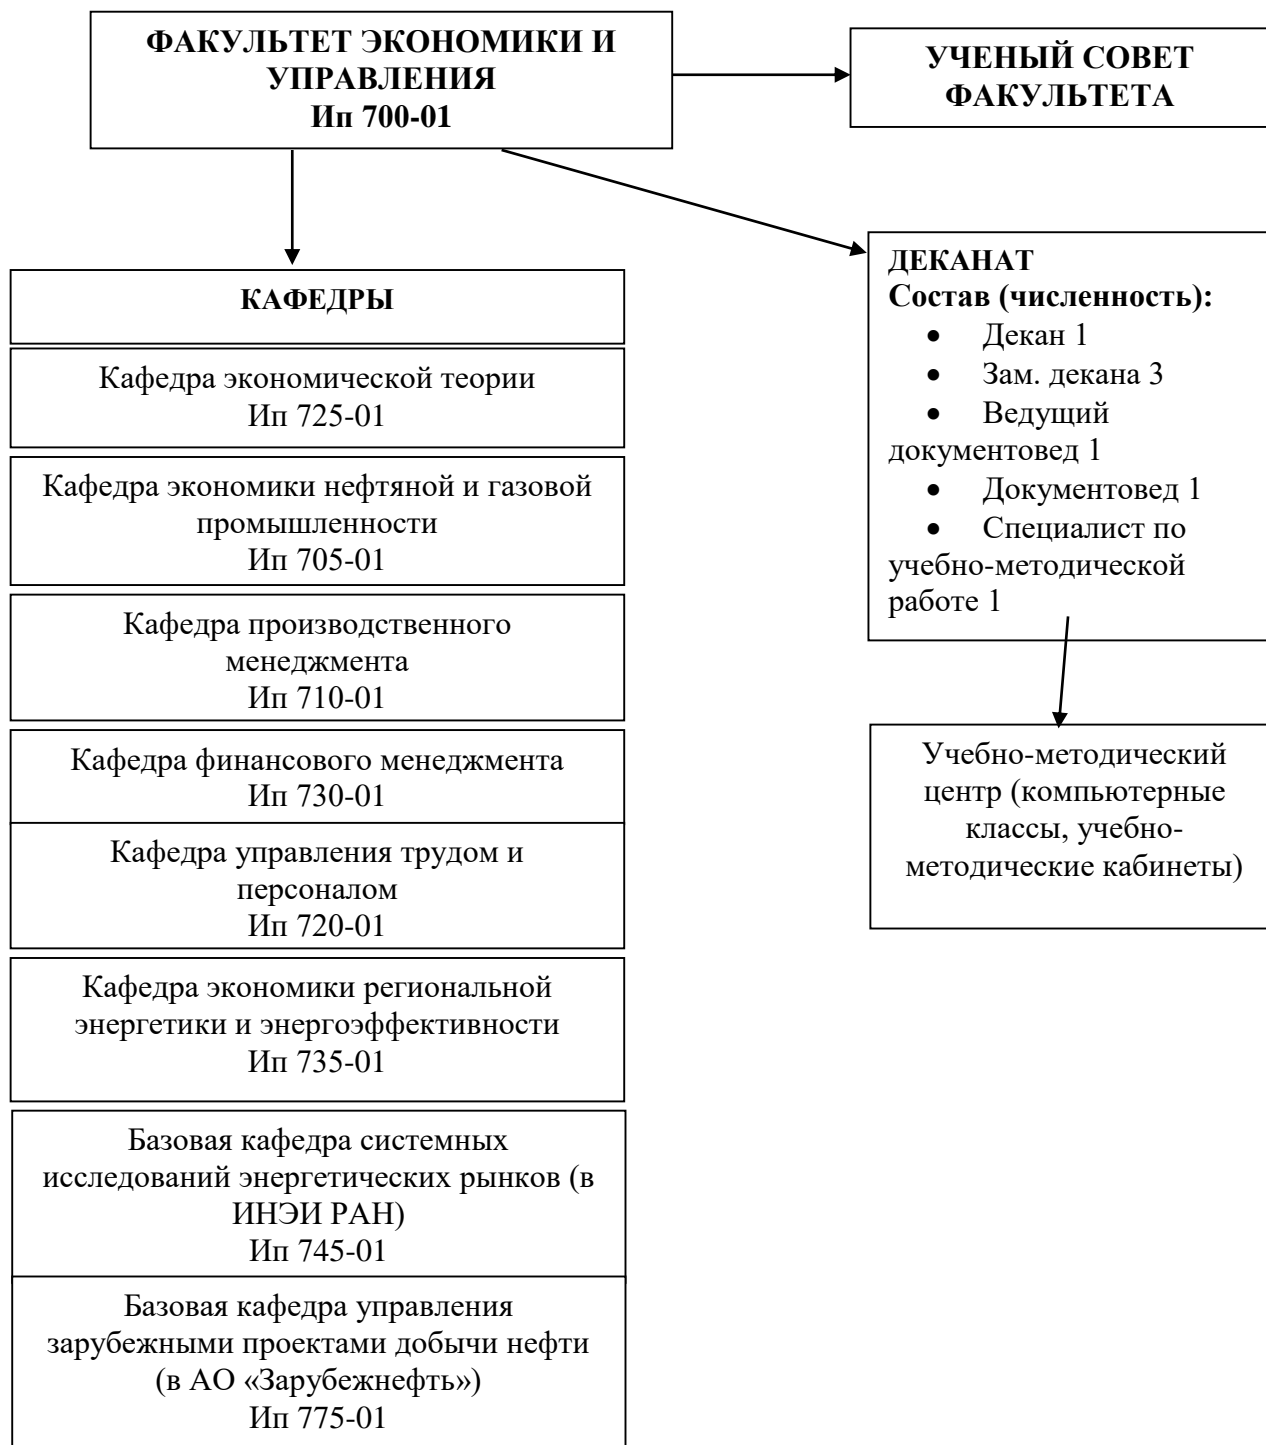 ФАКУЛЬТЕТ ЭКОНОМИКИ И
УПРАВЛЕНИЯ
Ип 700-01
УЧЕНЫЙ СОВЕТ
ФАКУЛЬТЕТА
КАФЕДРЫ
Кафедра экономической теории
Ип 725-01
Кафедра экономики нефтяной и газовой
промышленности
Ип 705-01
Кафедра производственного
менеджмента
Ип 710-01
Кафедра финансового менеджмента
Ип 730-01
Кафедра управления трудом и
персоналом
Ип 720-01
Кафедра экономики региональной
энергетики и энергоэффективности
Ип 735-01
Базовая кафедра системных
исследований энергетических рынков (в
ИНЭИ РАН)
Ип 745-01
Базовая кафедра управления
зарубежными проектами добычи нефти
(в АО «Зарубежнефть»)
Ип 775-01
ДЕКАНАТ
Состав (численность):
• Декан 1
• Зам. декана 3
• Ведущий
документовед 1
• Документовед 1
• Специалист по
учебно-методической
работе 1
Учебно-методический
центр (компьютерные
классы, учебно-
методические кабинеты)